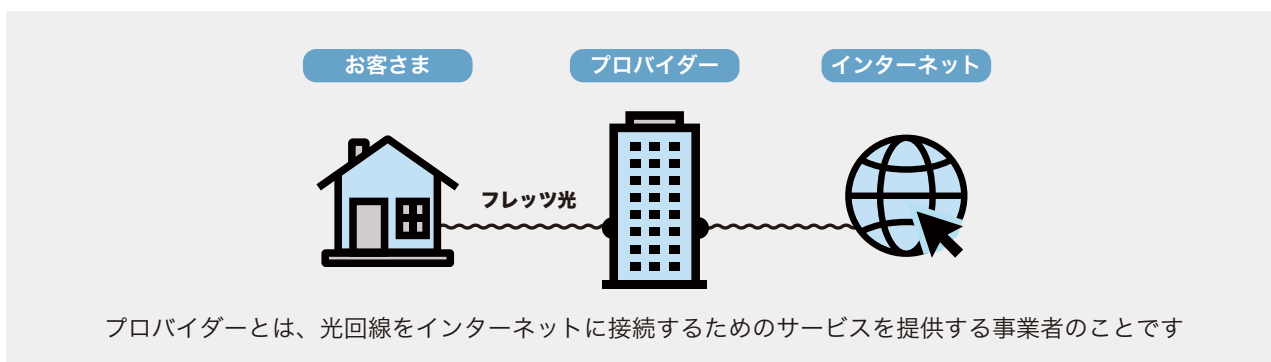 お客さま
プロバイダー
インターネット
フレッツ光
プロバイダーとは、光回線をインターネットに接続するためのサービスを提供する事業者のことです